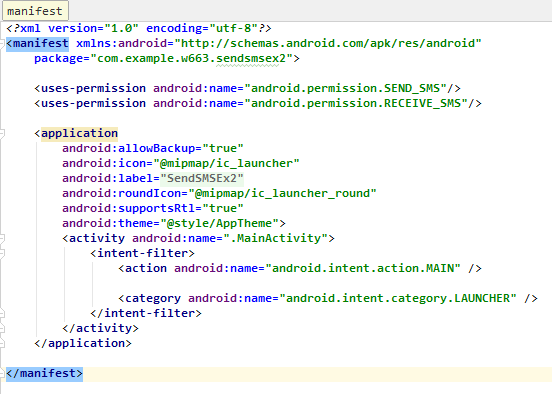 manifest
<?xml version="1.0" encoding="utf-8"?>
<manifest xmlns:android="http://schemas.android.com/apk/res/android"
    package="com.example.w663.sendsmsex2">

    <uses-permission android:name="android.permission.SEND_SMS"/>
    <uses-permission android:name="android.permission.RECEIVE_SMS"/>

    <application
        android:allowBackup="true"
        android:icon="@mipmap/ic_launcher"
        android:label="SendSMSEx2"
        android:roundIcon="@mipmap/ic_launcher_round"
        android:supportsRtl="true"
        android:theme="@style/AppTheme">
        <activity android:name=".MainActivity">
            <intent-filter>
                <action android:name="android.intent.action.MAIN" />

                <category android:name="android.intent.category.LAUNCHER" />
            </intent-filter>
        </activity>
    </application>

</manifest>